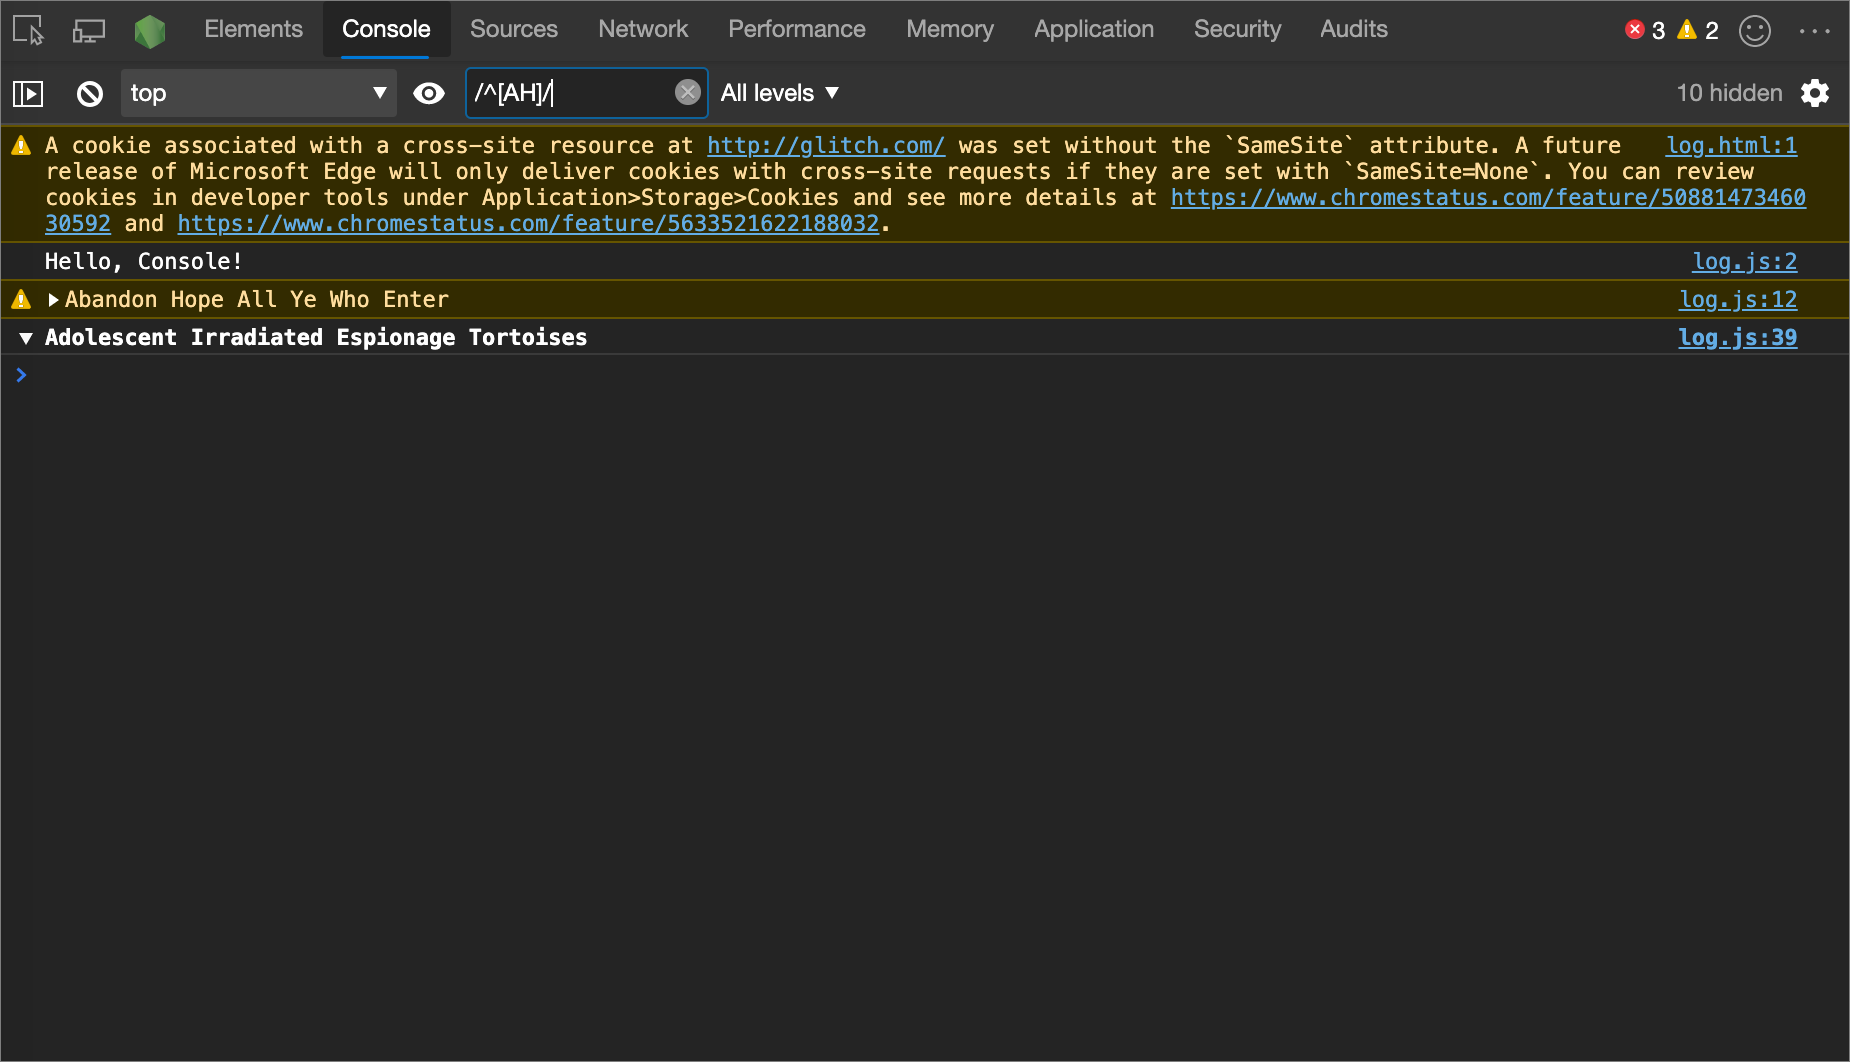 Elements Console Sources Network Performance Memory Application Security Audits 3 2
top /^[AH]/ All levels 10 hidden
A cookie associated with a cross-site resource at http://glitch.com/ was set without the `SameSite` attribute. A future log.html:1
release of Microsoft Edge will only deliver cookies with cross-site requests if they are set with `SameSite=None`. You can review
cookies in developer tools under Application>Storage>Cookies and see more details at https://www.chromestatus.com/feature/50881473460
30592 and https://www.chromestatus.com/feature/5633521622188032.
Hello, Console! log.js:2
Abandon Hope All Ye Who Enter log.js:12
Adolescent Irradiated Espionage Tortoises log.js:39